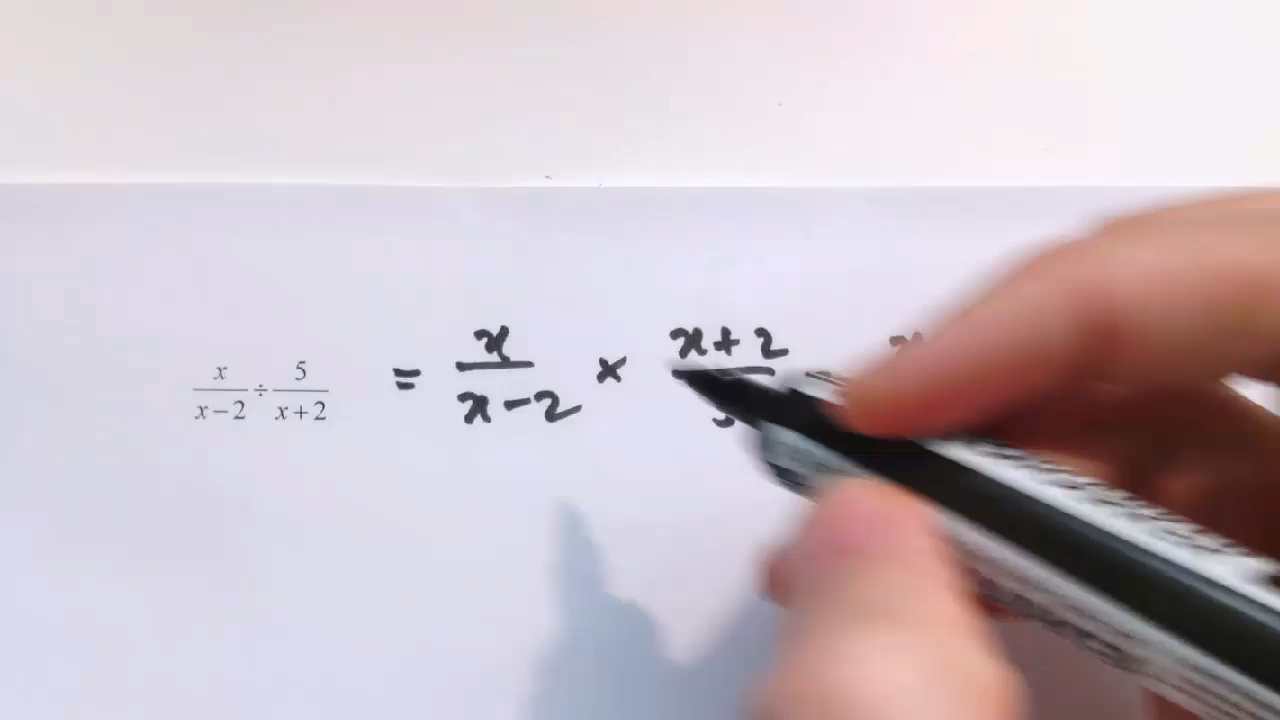 x/(x−2) ÷ 5/(x+2) = x/(x−2) × (x+2)/5 =